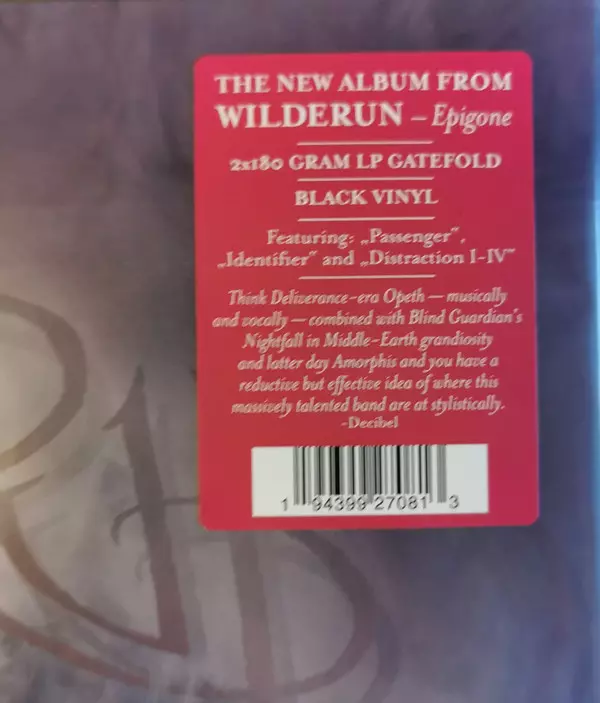 THE NEW ALBUM FROM
WILDERUN – Epigone
2x180 GRAM LP GATEFOLD
BLACK VINYL
Featuring: „Passenger“,
„Identifier“ and „Distraction I-IV“
Think Deliverance-era Opeth — musically
and vocally — combined with Blind Guardian's
Nightfall in Middle-Earth grandiosity
and latter day Amorphis and you have a
reductive but effective idea of where this
massively talented band are at stylistically.
-Decibel
1 94399 27081 3